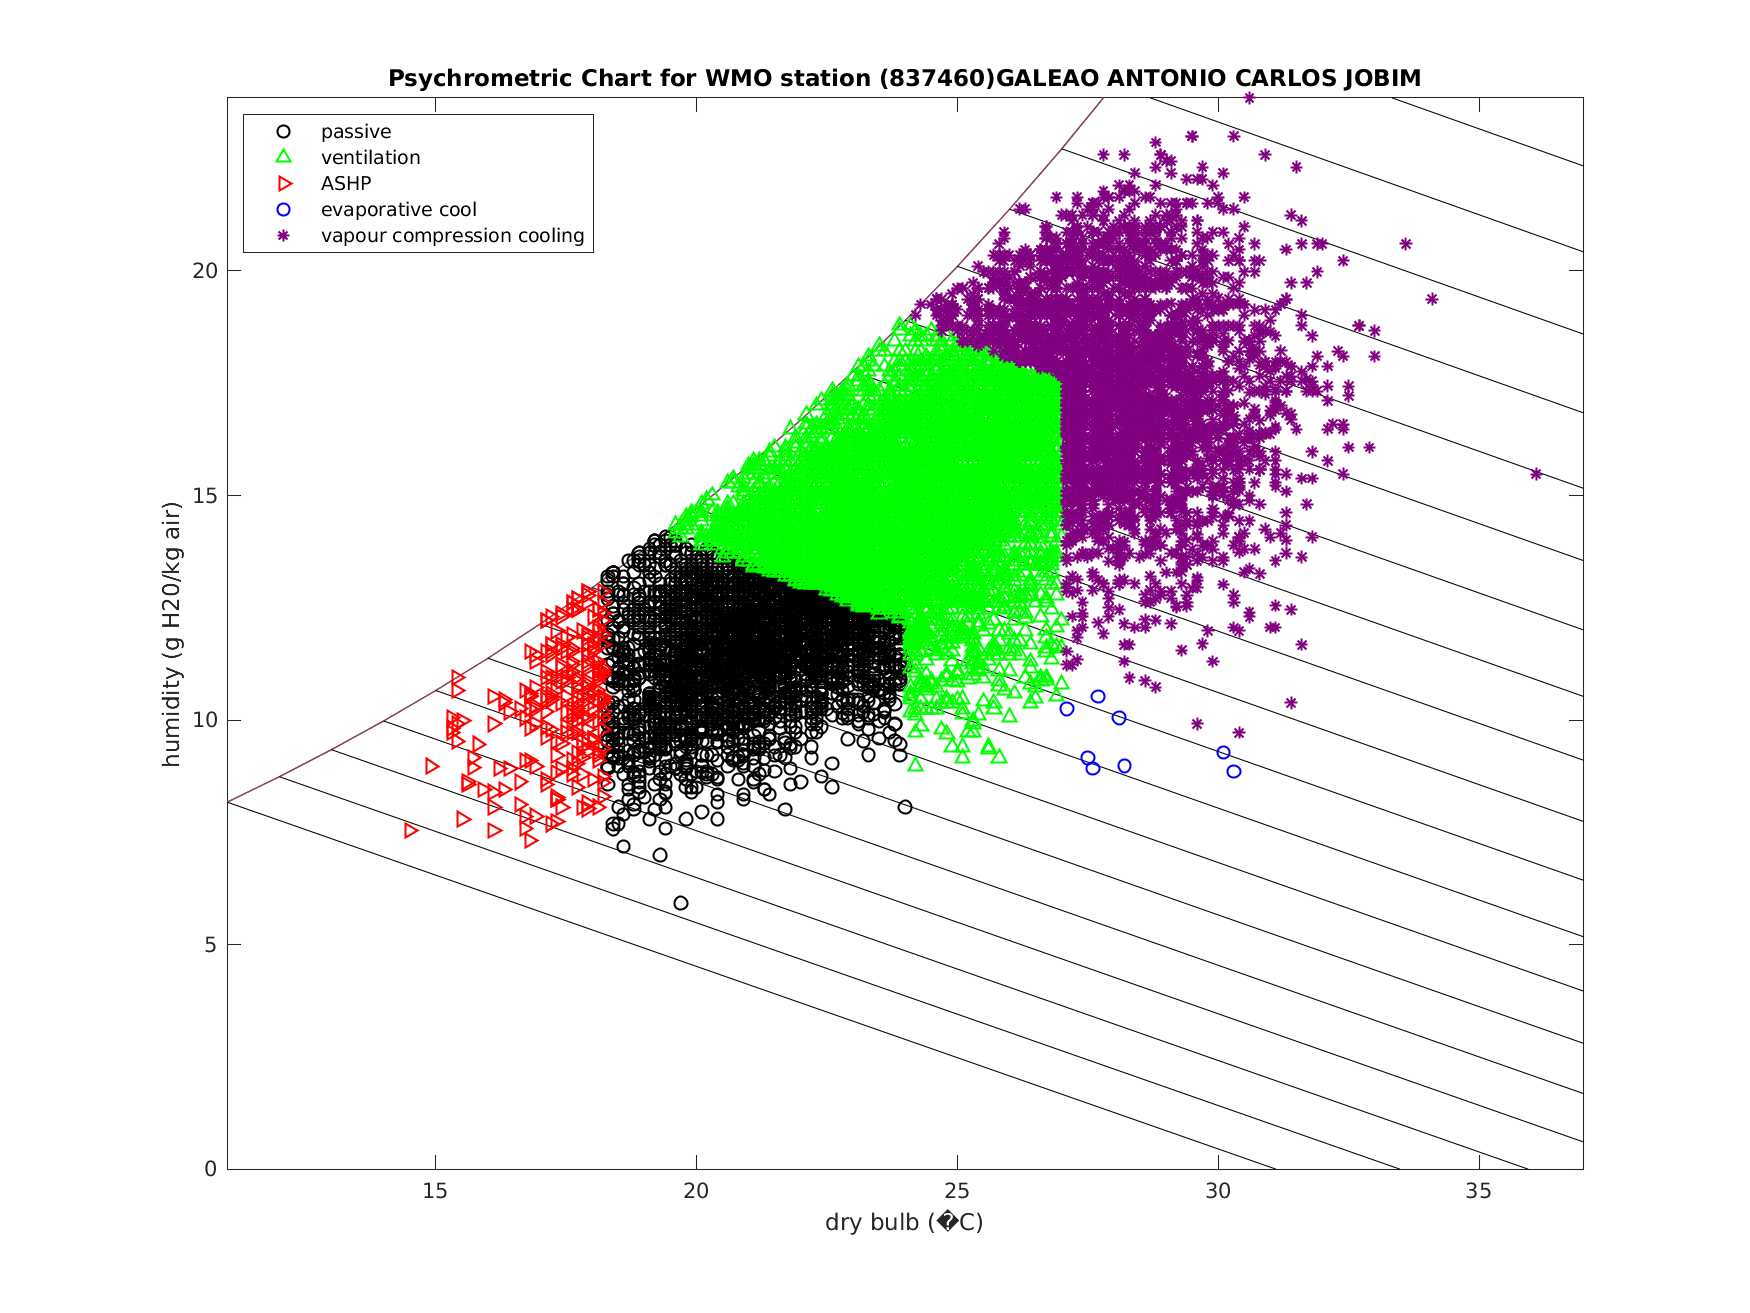 Psychrometric Chart for WMO station (837460)GALEAO ANTONIO CARLOS JOBIM
passive
ventilation
ASHP
evaporative cool
vapour compression cooling
humidity (g H20/kg air)
20
15
10
5
0
15
20
25
30
35
dry bulb (�C)